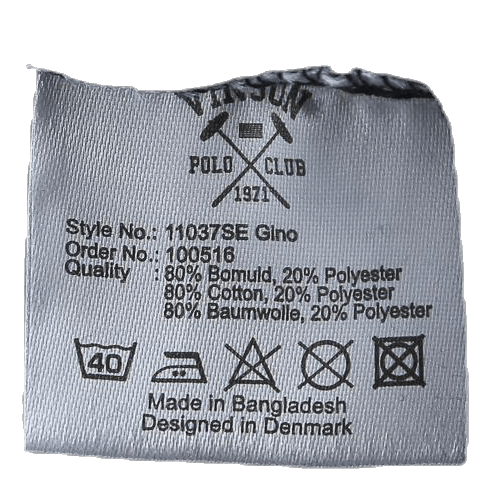 VINSON
POLO CLUB
1971
Style No.: 11037SE Gino
Order No.: 100516
Quality : 80% Bomuld, 20% Polyester
80% Cotton, 20% Polyester
80% Baumwolle, 20% Polyester
40
Made in Bangladesh
Designed in Denmark